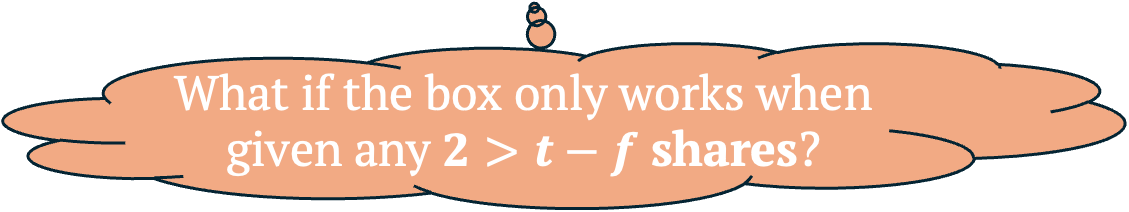 What if the box only works when
given any 2 > t − f shares?